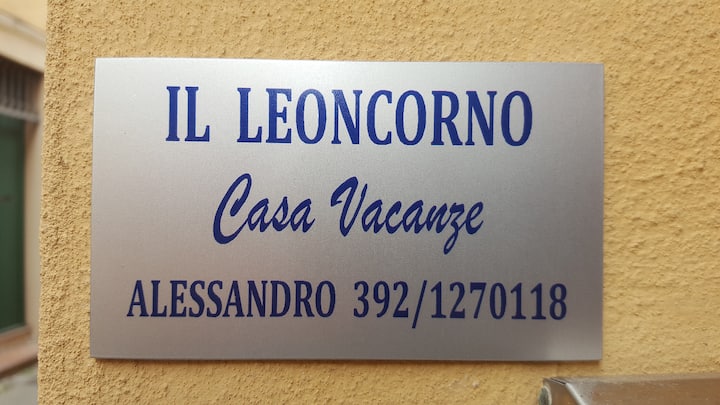 IL LEONCORNO
Casa Vacanze
ALESSANDRO 392/1270118